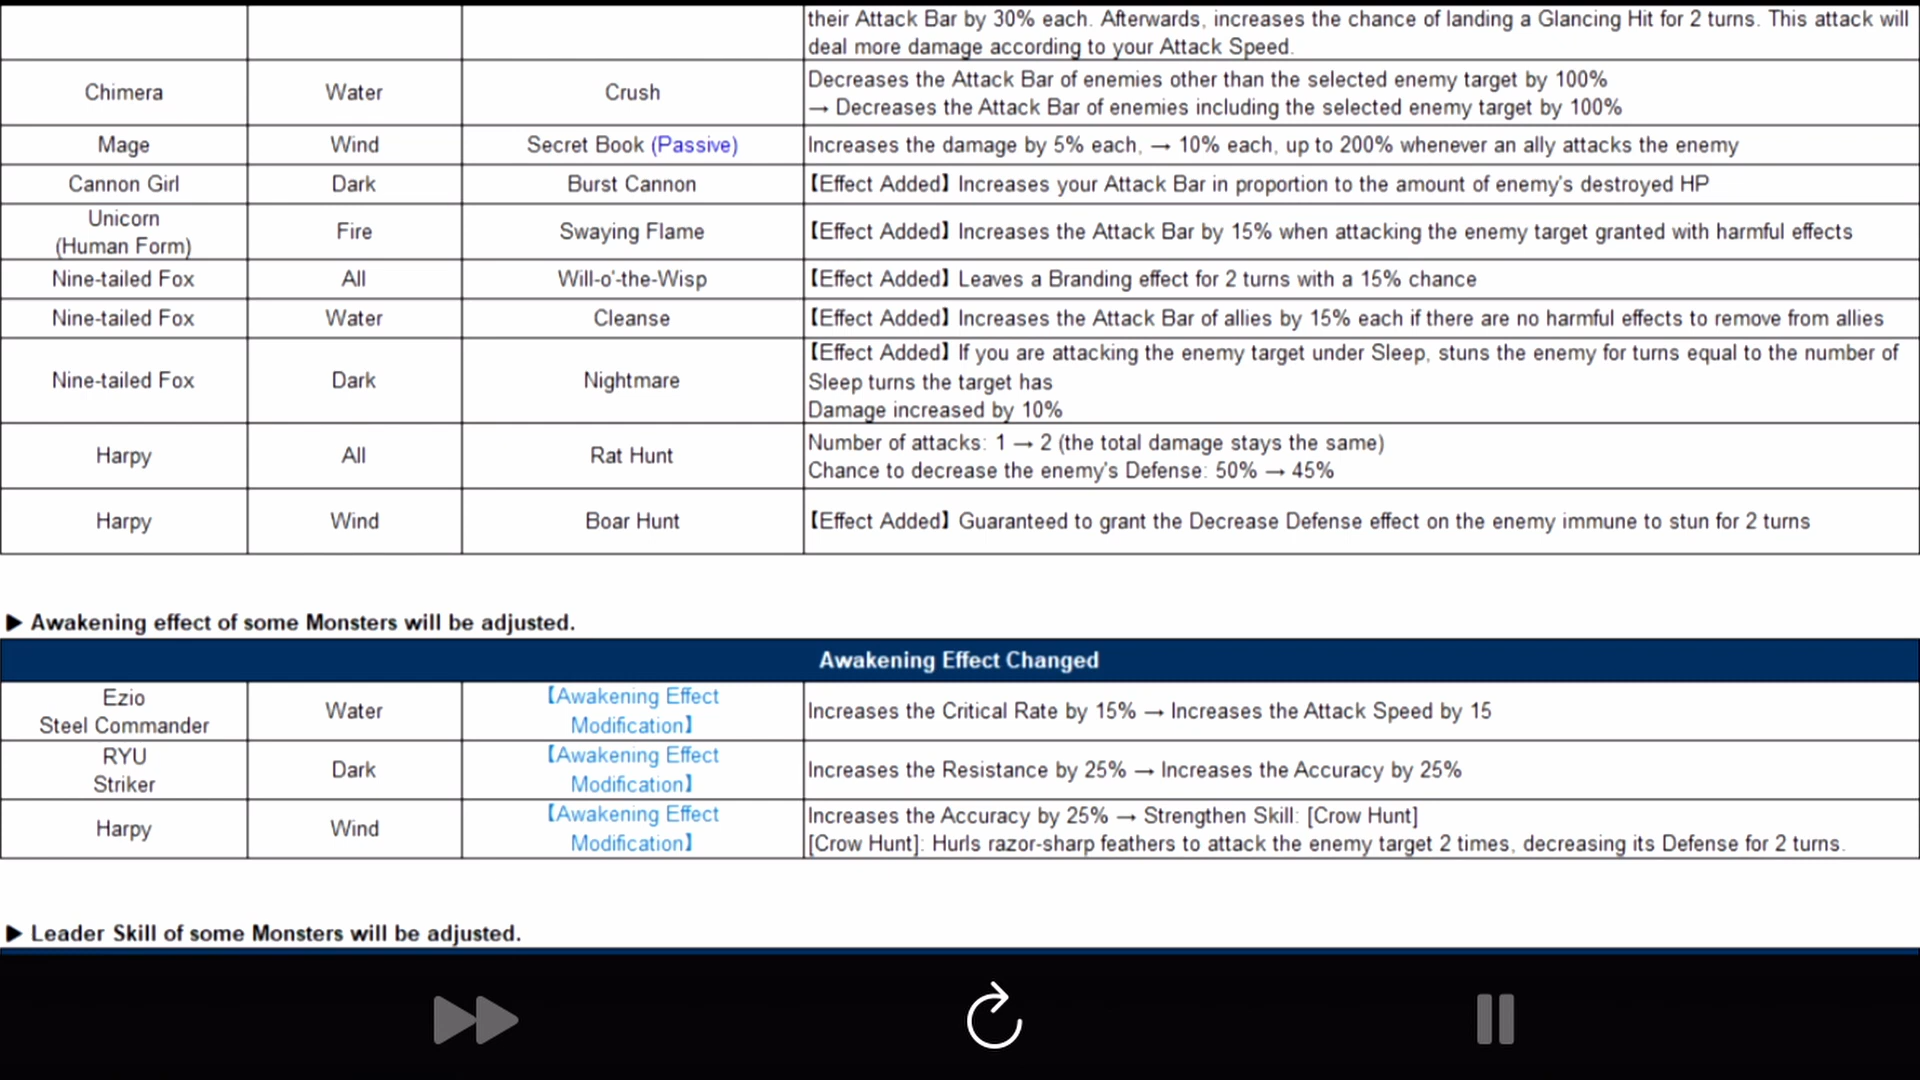 their Attack Bar by 30% each. Afterwards, increases the chance of landing a Glancing Hit for 2 turns. This attack will
deal more damage according to your Attack Speed.
Chimera
Water
Crush
Decreases the Attack Bar of enemies other than the selected enemy target by 100%
→ Decreases the Attack Bar of enemies including the selected enemy target by 100%
Mage
Wind
Secret Book (Passive)
Increases the damage by 5% each, → 10% each, up to 200% whenever an ally attacks the enemy
Cannon Girl
Dark
Burst Cannon
【Effect Added】Increases your Attack Bar in proportion to the amount of enemy's destroyed HP
Unicorn
(Human Form)
Fire
Swaying Flame
【Effect Added】Increases the Attack Bar by 15% when attacking the enemy target granted with harmful effects
Nine-tailed Fox
All
Will-o'-the-Wisp
【Effect Added】Leaves a Branding effect for 2 turns with a 15% chance
Nine-tailed Fox
Water
Cleanse
【Effect Added】Increases the Attack Bar of allies by 15% each if there are no harmful effects to remove from allies
Nine-tailed Fox
Dark
Nightmare
【Effect Added】If you are attacking the enemy target under Sleep, stuns the enemy for turns equal to the number of
Sleep turns the target has
Damage increased by 10%
Harpy
All
Rat Hunt
Number of attacks: 1 → 2 (the total damage stays the same)
Chance to decrease the enemy's Defense: 50% → 45%
Harpy
Wind
Boar Hunt
【Effect Added】Guaranteed to grant the Decrease Defense effect on the enemy immune to stun for 2 turns
▶ Awakening effect of some Monsters will be adjusted.
Awakening Effect Changed
Ezio
Steel Commander
Water
【Awakening Effect
Modification】
Increases the Critical Rate by 15% → Increases the Attack Speed by 15
RYU
Striker
Dark
【Awakening Effect
Modification】
Increases the Resistance by 25% → Increases the Accuracy by 25%
Harpy
Wind
【Awakening Effect
Modification】
Increases the Accuracy by 25% → Strengthen Skill: [Crow Hunt]
[Crow Hunt]: Hurls razor-sharp feathers to attack the enemy target 2 times, decreasing its Defense for 2 turns.
▶ Leader Skill of some Monsters will be adjusted.